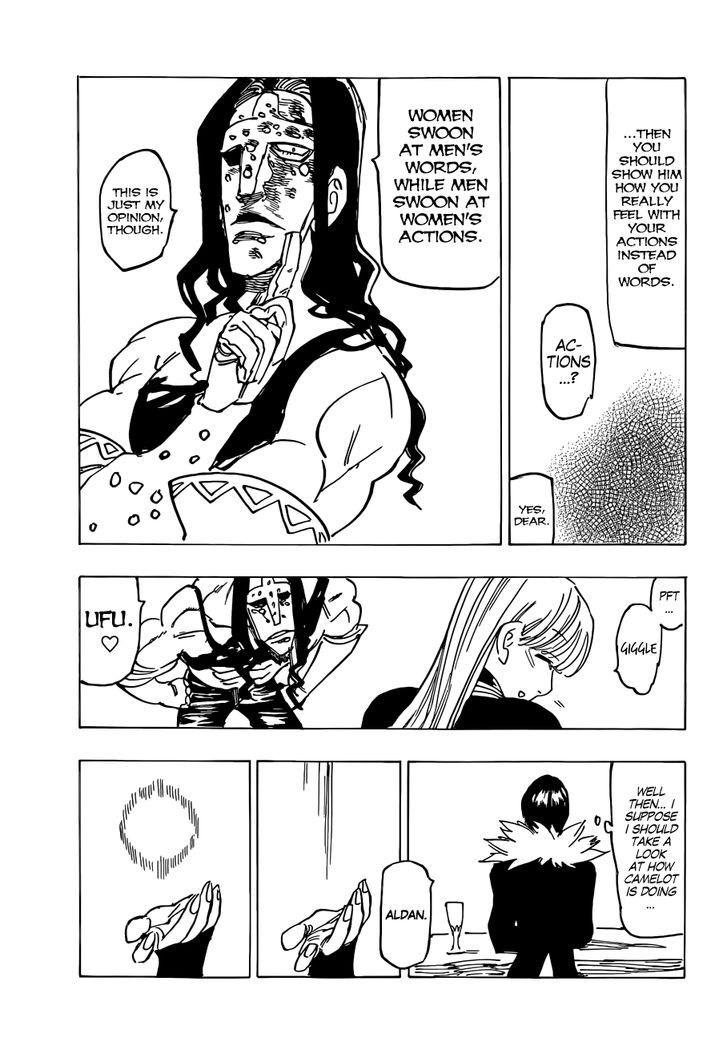 ...THEN
YOU
SHOULD
SHOW HIM
HOW YOU
REALLY
FEEL WITH
YOUR
ACTIONS
INSTEAD
OF
WORDS.
AC-
TIONS
...?
YES,
DEAR.
WOMEN
SWOON
AT MEN'S
WORDS,
WHILE MEN
SWOON AT
WOMEN'S
ACTIONS.
THIS IS
JUST MY
OPINION,
THOUGH.
PFT
...
GIGGLE
UFU.
♡
WELL
THEN... I
SUPPOSE
I SHOULD
TAKE A
LOOK
AT HOW
CAMELOT
IS DOING
...
ALDAN.